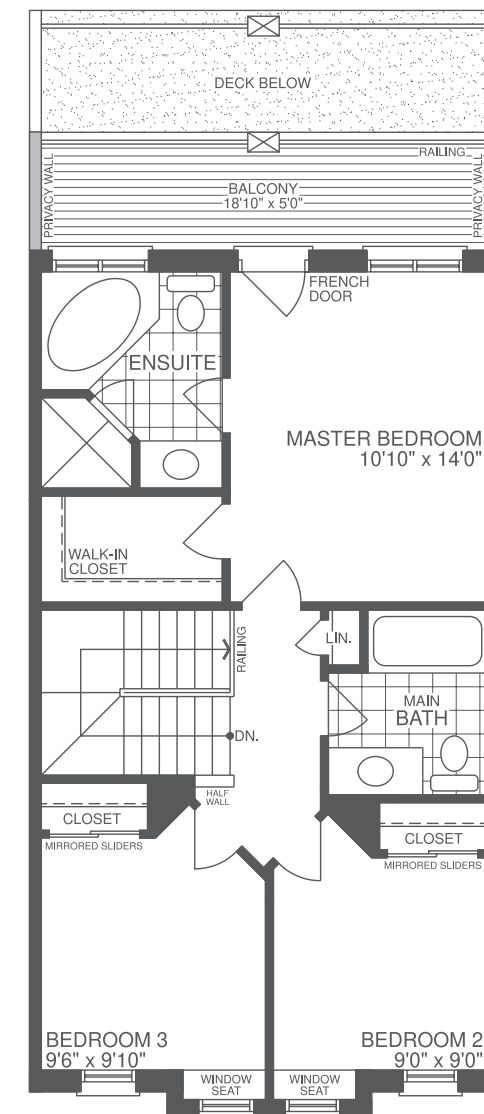 DECK BELOW
RAILING
PRIVACY WALL
BALCONY
18'10" x 5'0"
PRIVACY WALL
FRENCH
DOOR
ENSUITE
MASTER BEDROOM
10'10" x 14'0"
WALK-IN
CLOSET
RAILING
LIN.
MAIN
BATH
DN.
HALF
WALL
CLOSET
MIRRORED SLIDERS
CLOSET
MIRRORED SLIDERS
BEDROOM 3
9'6" x 9'10"
BEDROOM 2
9'0" x 9'0"
WINDOW
SEAT
WINDOW
SEAT